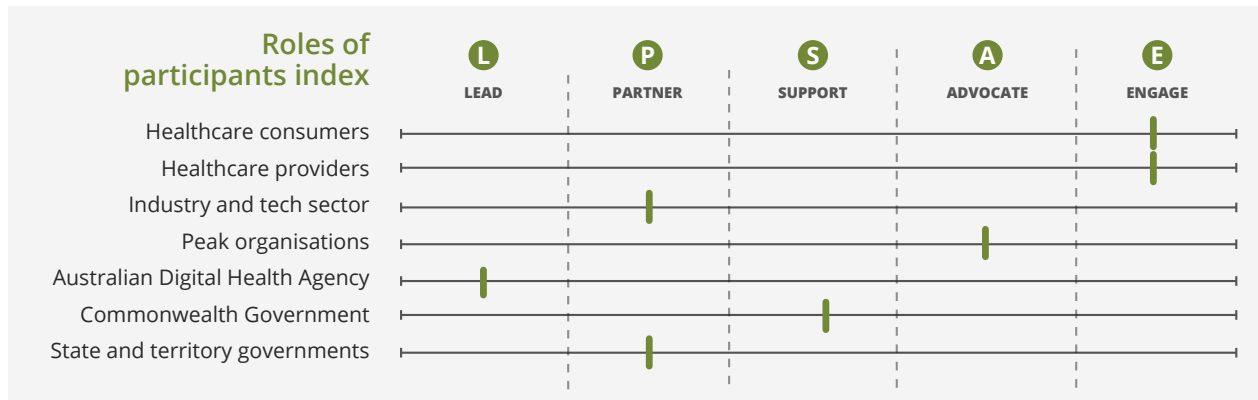 Roles of
participants index
L
P
S
A
E
LEAD
PARTNER
SUPPORT
ADVOCATE
ENGAGE
Healthcare consumers
Healthcare providers
Industry and tech sector
Peak organisations
Australian Digital Health Agency
Commonwealth Government
State and territory governments